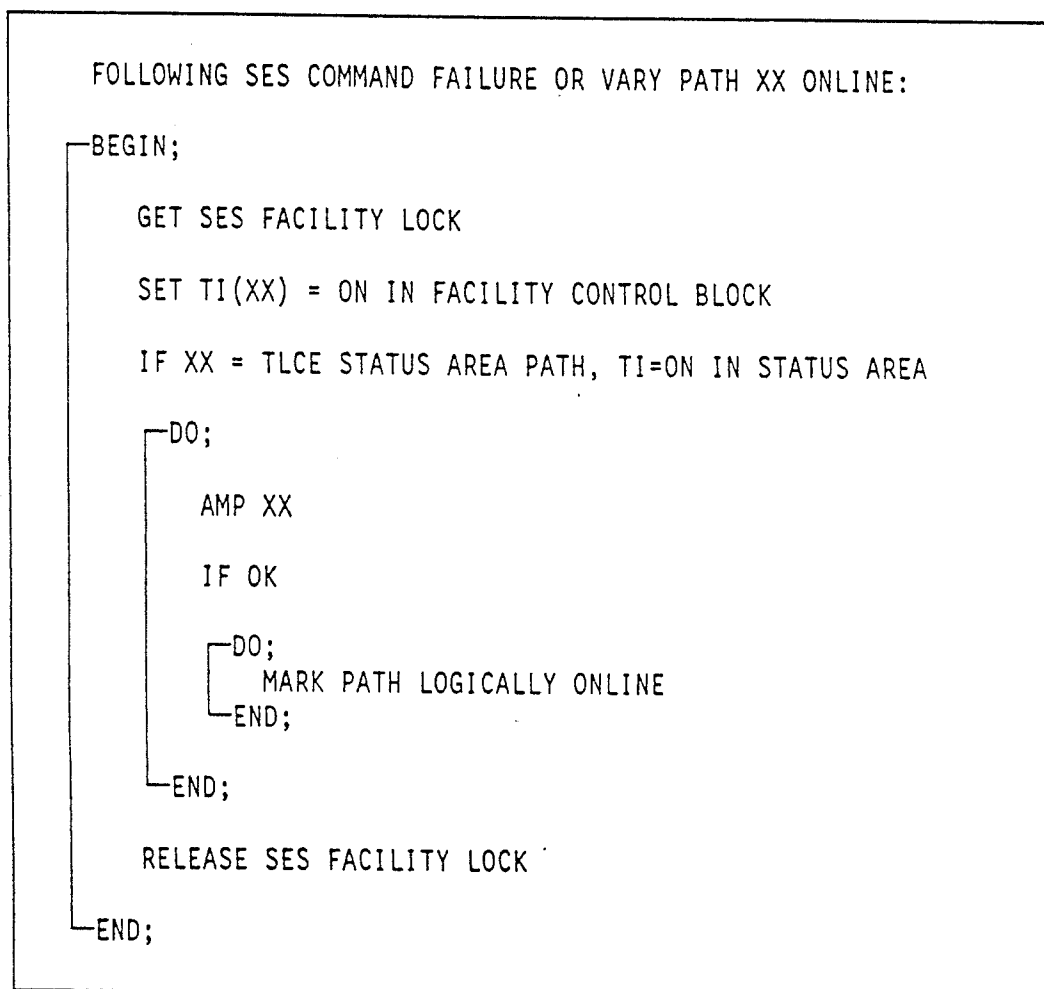 FOLLOWING SES COMMAND FAILURE OR VARY PATH XX ONLINE:
BEGIN;
GET SES FACILITY LOCK
SET TI(XX) = ON IN FACILITY CONTROL BLOCK
IF XX = TLCE STATUS AREA PATH, TI=ON IN STATUS AREA
DO;
AMP XX
IF OK
DO;
MARK PATH LOGICALLY ONLINE
END;
END;
RELEASE SES FACILITY LOCK
END;